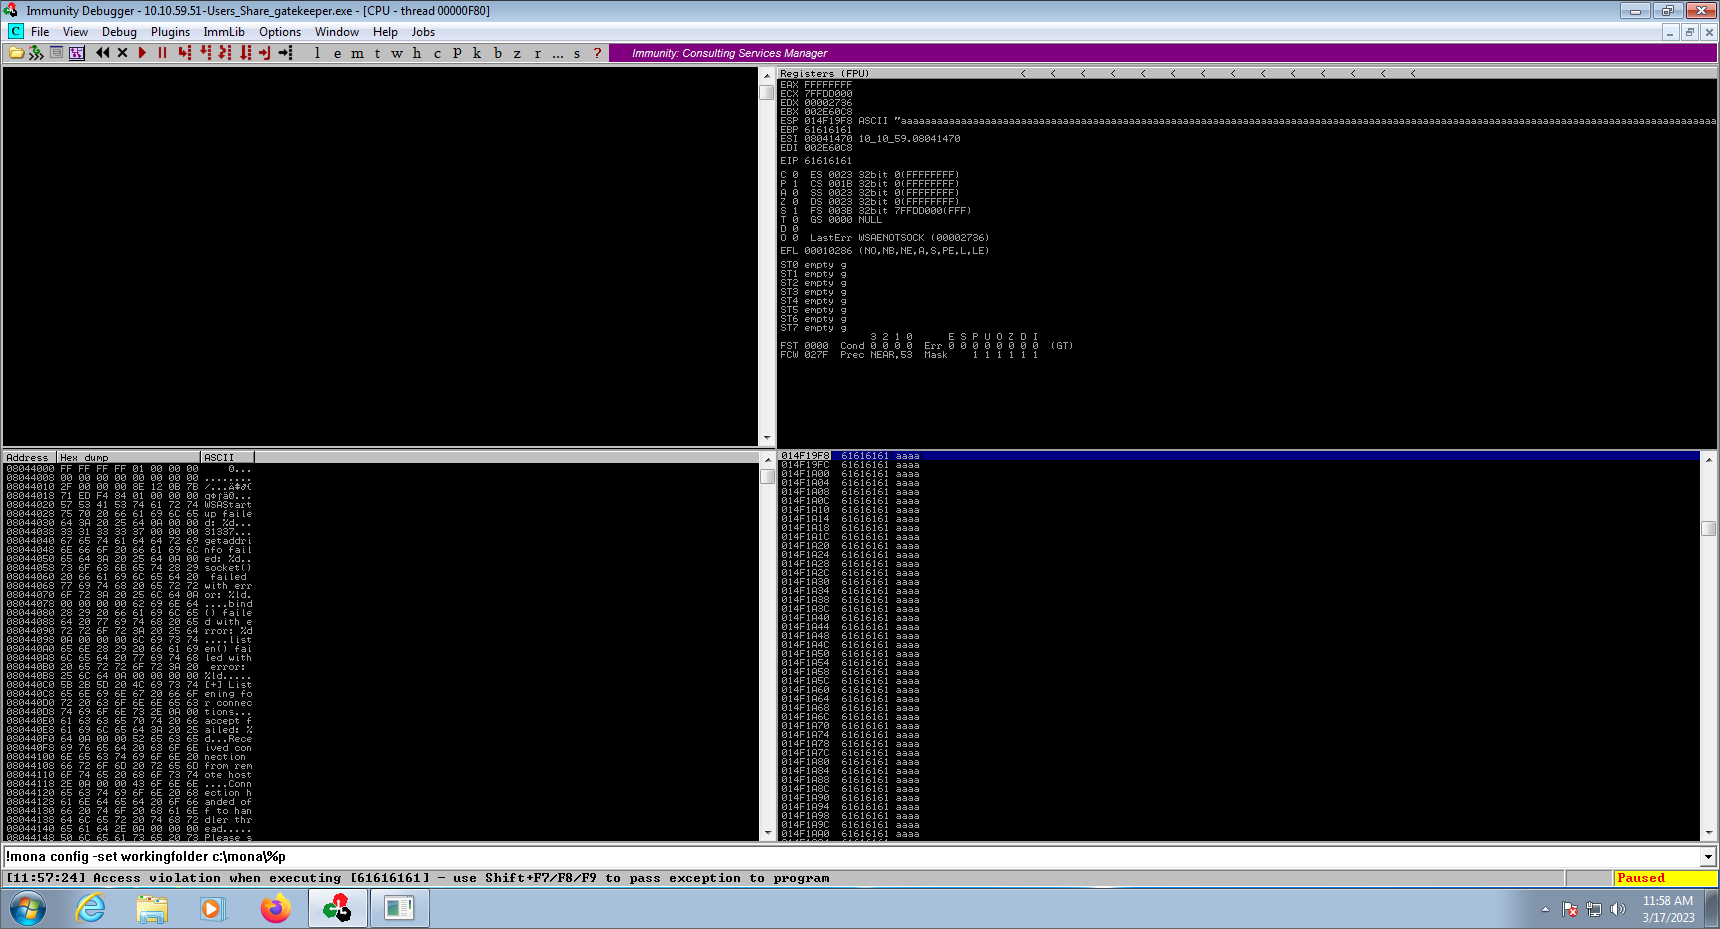 Immunity Debugger - 10.10.59.51-Users_Share_gatekeeper.exe - [CPU - thread 00000F80]
C File View Debug Plugins ImmLib Options Window Help Jobs
l e m t w h c P k b z r ... s ? Immunity: Consulting Services Manager
Registers (FPU) < < < < < < < < < < < < < <
EAX FFFFFFFF
ECX 7FFDD000
EDX 00002736
EBX 002E60C8
EBP 61616161
ESI 08041470 10_10_59.08041470
EDI 002E60C8
EIP 61616161
C 0 ES 0023 32bit 0(FFFFFFFF)
P 1 CS 001B 32bit 0(FFFFFFFF)
A 0 SS 0023 32bit 0(FFFFFFFF)
Z 0 DS 0023 32bit 0(FFFFFFFF)
S 1 FS 003B 32bit 7FFDD000(FFF)
T 0 GS 0000 NULL
D 0
O 0 LastErr WSAENOTSOCK (00002736)
EFL 00010286 (NO,NB,NE,A,S,PE,L,LE)
ST0 empty g
ST1 empty g
ST2 empty g
ST3 empty g
ST4 empty g
ST5 empty g
ST6 empty g
ST7 empty g
3 2 1 0 E S P U O Z D I
FST 0000 Cond 0 0 0 0 Err 0 0 0 0 0 0 0 0 (GT)
FCW 027F Prec NEAR,53 Mask 1 1 1 1 1 1
Address Hex dump ASCII
08044000 FF FF FF FF 01 00 00 00 0...
08044008 00 00 00 00 00 00 00 00 ........
08044010 2F 00 00 00 8E 12 0B 7B
08044018 71 ED F4 84 01 00 00 00
08044020 57 53 41 53 74 61 72 74 WSAStart
08044028 75 70 20 66 61 69 6C 65 up faile
08044030 64 3A 20 25 64 0A 00 00 d: %d...
08044038 33 31 33 33 37 00 00 00 31337...
08044040 67 65 74 61 64 64 72 69 getaddri
08044048 6E 66 6F 20 66 61 69 6C nfo fail
08044050 65 64 3A 20 25 64 0A 00 ed: %d..
08044058 73 6F 63 6B 65 74 28 29 socket()
08044060 20 66 61 69 6C 65 64 20 failed
08044068 77 69 74 68 20 65 72 72 with err
08044070 6F 72 3A 20 25 6C 64 0A or: %ld.
08044078 00 00 00 00 62 69 6E 64 ....bind
08044080 28 29 20 66 61 69 6C 65 () faile
08044088 64 20 77 69 74 68 20 65 d with e
08044090 72 72 6F 72 3A 20 25 64 rror: %d
08044098 0A 00 00 00 6C 69 73 74 ....list
080440A0 65 6E 28 29 20 66 61 69 en() fai
080440A8 6C 65 64 20 77 69 74 68 led with
080440B0 20 65 72 72 6F 72 3A 20 error:
080440B8 25 6C 64 0A 00 00 00 00 %ld.....
080440C0 5B 2B 5D 20 4C 69 73 74 [+] List
080440C8 65 6E 69 6E 67 20 66 6F ening fo
080440D0 72 20 63 6F 6E 6E 65 63 r connec
080440D8 74 69 6F 6E 73 2E 0A 00 tions...
080440E0 61 63 63 65 70 74 20 66 accept f
080440E8 61 69 6C 65 64 3A 20 25 ailed: %
080440F0 64 0A 00 00 52 65 63 65 d...Rece
080440F8 69 76 65 64 20 63 6F 6E ived con
08044100 6E 65 63 74 69 6F 6E 20 nection
08044108 66 72 6F 6D 20 72 65 6D from rem
08044110 6F 74 65 20 68 6F 73 74 ote host
08044118 2E 0A 00 00 43 6F 6E 6E ....Conn
08044120 65 63 74 69 6F 6E 20 68 ection h
08044128 61 6E 64 65 64 20 6F 66 anded of
08044130 66 20 74 6F 20 68 61 6E f to han
08044138 64 6C 65 72 20 74 68 72 dler thr
08044140 65 61 64 2E 0A 00 00 00 ead.....
08044148 50 6C 65 61 73 65 20 73 Please s
014F19F8 61616161 aaaa
014F19FC 61616161 aaaa
014F1A00 61616161 aaaa
014F1A04 61616161 aaaa
014F1A08 61616161 aaaa
014F1A0C 61616161 aaaa
014F1A10 61616161 aaaa
014F1A14 61616161 aaaa
014F1A18 61616161 aaaa
014F1A1C 61616161 aaaa
014F1A20 61616161 aaaa
014F1A24 61616161 aaaa
014F1A28 61616161 aaaa
014F1A2C 61616161 aaaa
014F1A30 61616161 aaaa
014F1A34 61616161 aaaa
014F1A38 61616161 aaaa
014F1A3C 61616161 aaaa
014F1A40 61616161 aaaa
014F1A44 61616161 aaaa
014F1A48 61616161 aaaa
014F1A4C 61616161 aaaa
014F1A50 61616161 aaaa
014F1A54 61616161 aaaa
014F1A58 61616161 aaaa
014F1A5C 61616161 aaaa
014F1A60 61616161 aaaa
014F1A64 61616161 aaaa
014F1A68 61616161 aaaa
014F1A6C 61616161 aaaa
014F1A70 61616161 aaaa
014F1A74 61616161 aaaa
014F1A78 61616161 aaaa
014F1A7C 61616161 aaaa
014F1A80 61616161 aaaa
014F1A84 61616161 aaaa
014F1A88 61616161 aaaa
014F1A8C 61616161 aaaa
014F1A90 61616161 aaaa
014F1A94 61616161 aaaa
014F1A98 61616161 aaaa
014F1A9C 61616161 aaaa
014F1AA0 61616161 aaaa
!mona config -set workingfolder c:\mona\%p
[11:57:24] Access violation when executing [61616161] - use Shift+F7/F8/F9 to pass exception to program
Paused
11:58 AM
3/17/2023